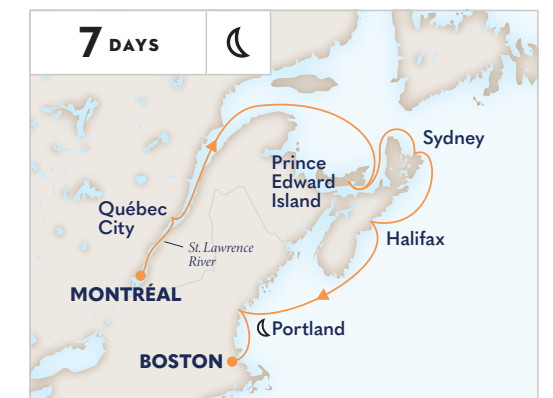 7 DAYS
Sydney
Prince
Edward
Island
Québec
City
Halifax
St. Lawrence
River
MONTRÉAL
Portland
BOSTON